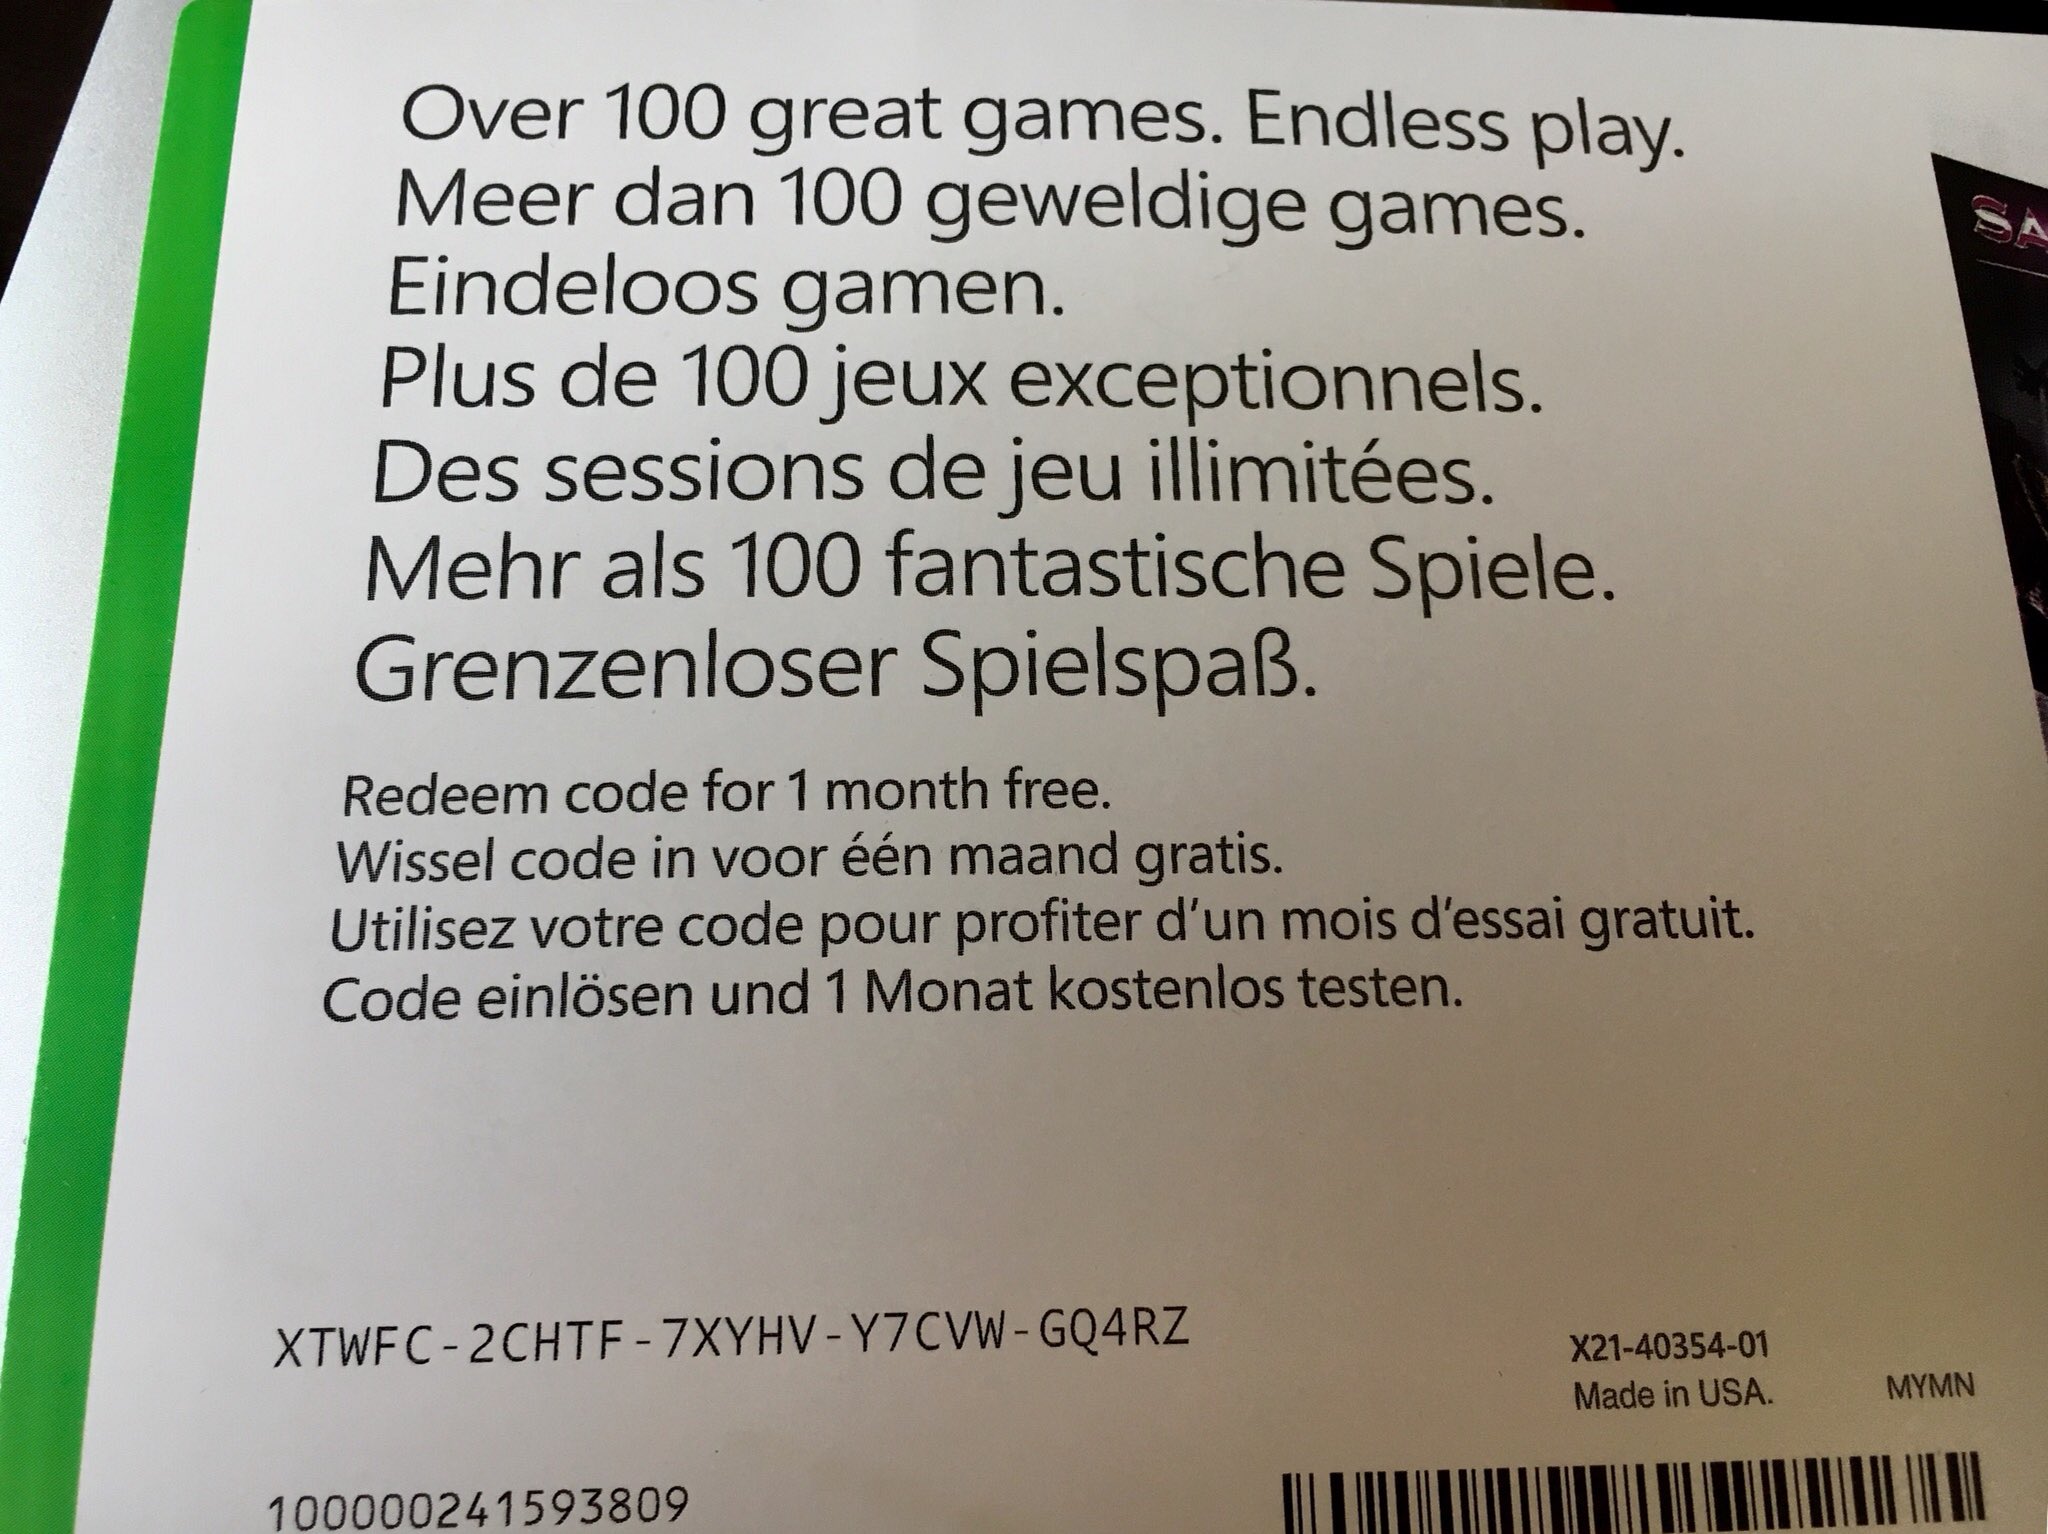 Over 100 great games. Endless play.
Meer dan 100 geweldige games.
Eindeloos gamen.
Plus de 100 jeux exceptionnels.
Des sessions de jeu illimitées.
Mehr als 100 fantastische Spiele.
Grenzenloser Spielspaß.
Redeem code for 1 month free.
Wissel code in voor één maand gratis.
Utilisez votre code pour profiter d'un mois d'essai gratuit.
Code einlösen und 1 Monat kostenlos testen.
XTWFC-2CHTF-7XYHV-Y7CVW-GQ4RZ
X21-40354-01
Made in USA.
MYMN
100000241593809
SA